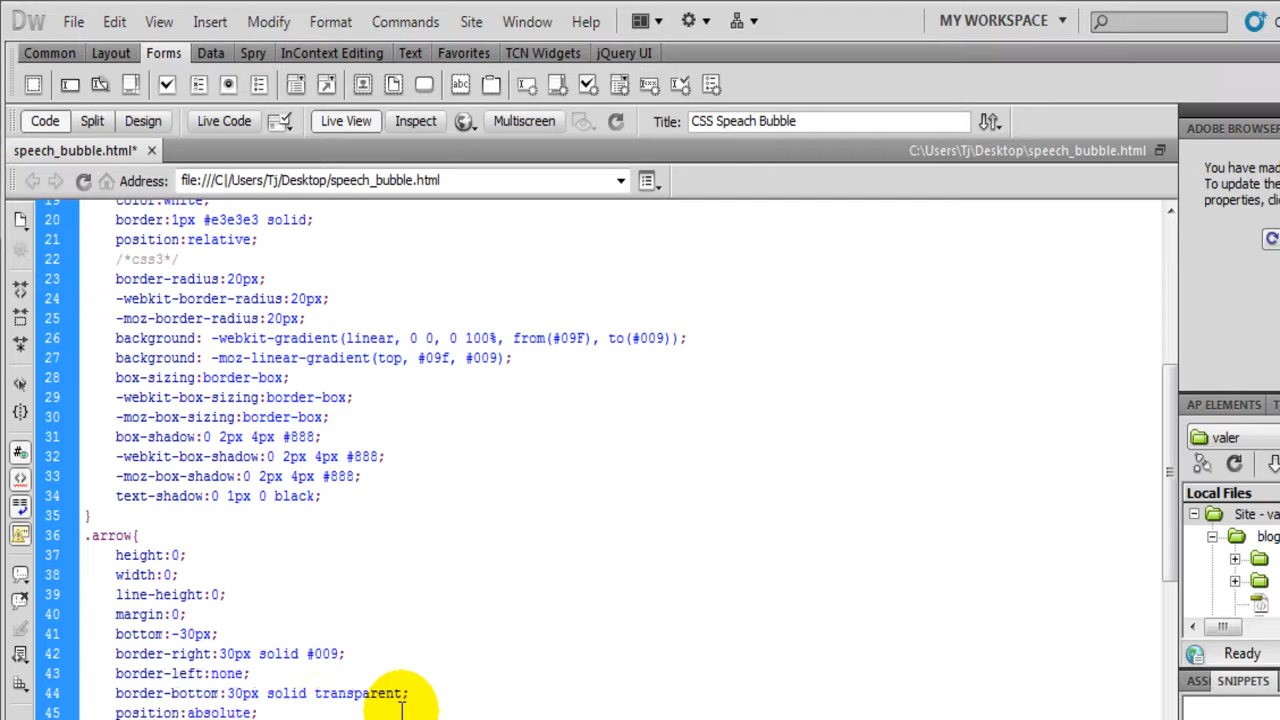 Dw File Edit View Insert Modify Format Commands Site Window Help MY WORKSPACE
Common Layout Forms Data Spry InContext Editing Text Favorites TCN Widgets jQuery UI
abc
Code Split Design Live Code Live View Inspect Multiscreen Title: CSS Speach Bubble
ADOBE BROWSER
speech_bubble.html* × C:\Users\Tj\Desktop\speech_bubble.html
Address: file:///C|/Users/Tj/Desktop/speech_bubble.html
You have mad
To update the
properties, clic
19 color:white;
20 border:1px #e3e3e3 solid;
21 position:relative;
22 /*css3*/
23 border-radius:20px;
24 -webkit-border-radius:20px;
25 -moz-border-radius:20px;
26 background: -webkit-gradient(linear, 0 0, 0 100%, from(#09F), to(#009));
27 background: -moz-linear-gradient(top, #09f, #009);
28 box-sizing:border-box;
29 -webkit-box-sizing:border-box;
30 -moz-box-sizing:border-box;
31 box-shadow:0 2px 4px #888;
32 -webkit-box-shadow:0 2px 4px #888;
33 -moz-box-shadow:0 2px 4px #888;
34 text-shadow:0 1px 0 black;
35 }
36 .arrow{
37 height:0;
38 width:0;
39 line-height:0;
40 margin:0;
41 bottom:-30px;
42 border-right:30px solid #009;
43 border-left:none;
44 border-bottom:30px solid transparent;
45 position:absolute;
AP ELEMENTS
valer
Local Files
Site - va
blog
Ready
ASS SNIPPETS